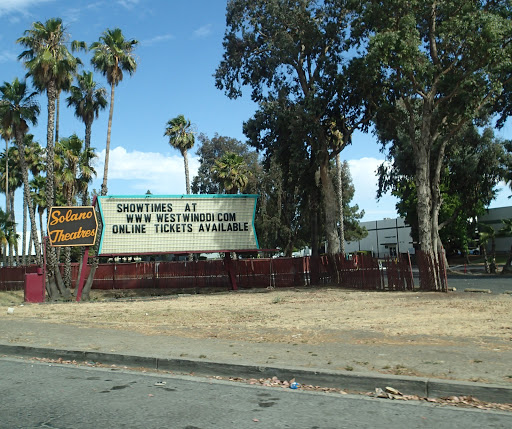 Solano
Theatres
SHOWTIMES AT
WWW WESTWINDDI.COM
ONLINE TICKETS AVAILABLE